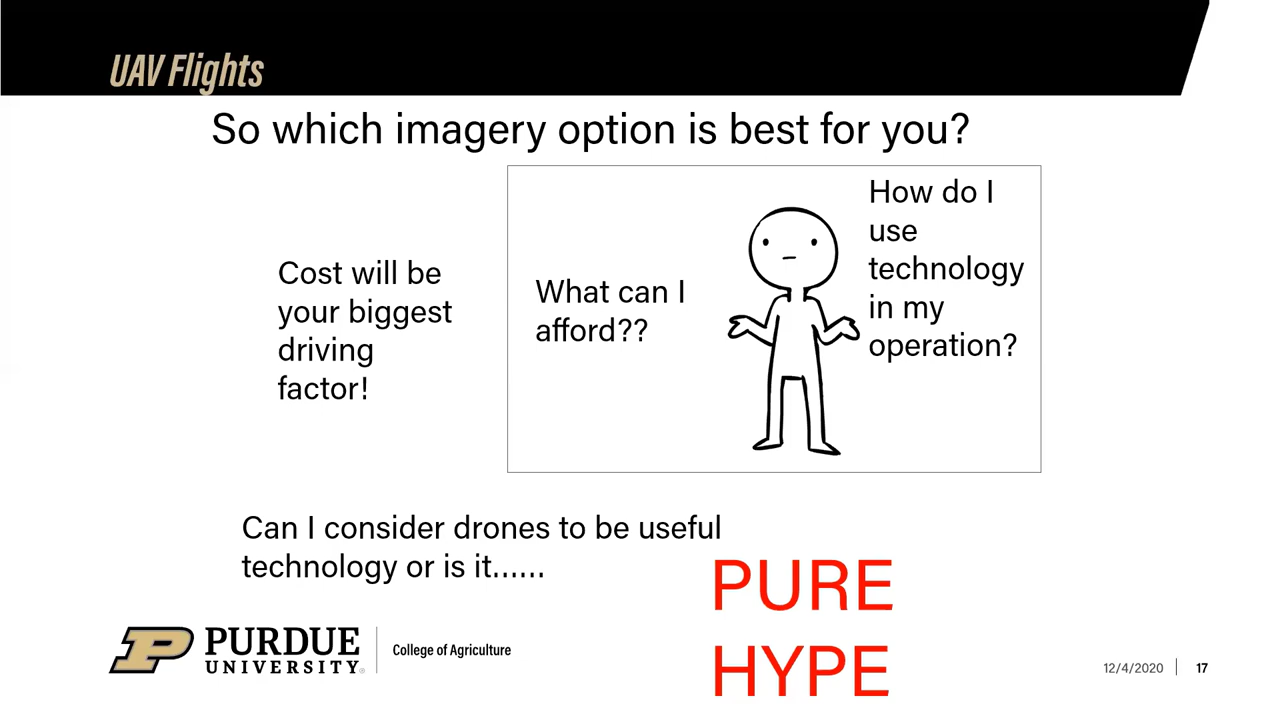 UAV Flights
So which imagery option is best for you?
Cost will be
your biggest
driving
factor!
What can I
afford??
How do I
use
technology
in my
operation?
Can I consider drones to be useful
technology or is it......
PURE
HYPE
PURDUE
UNIVERSITY®
College of Agriculture
12/4/2020
17